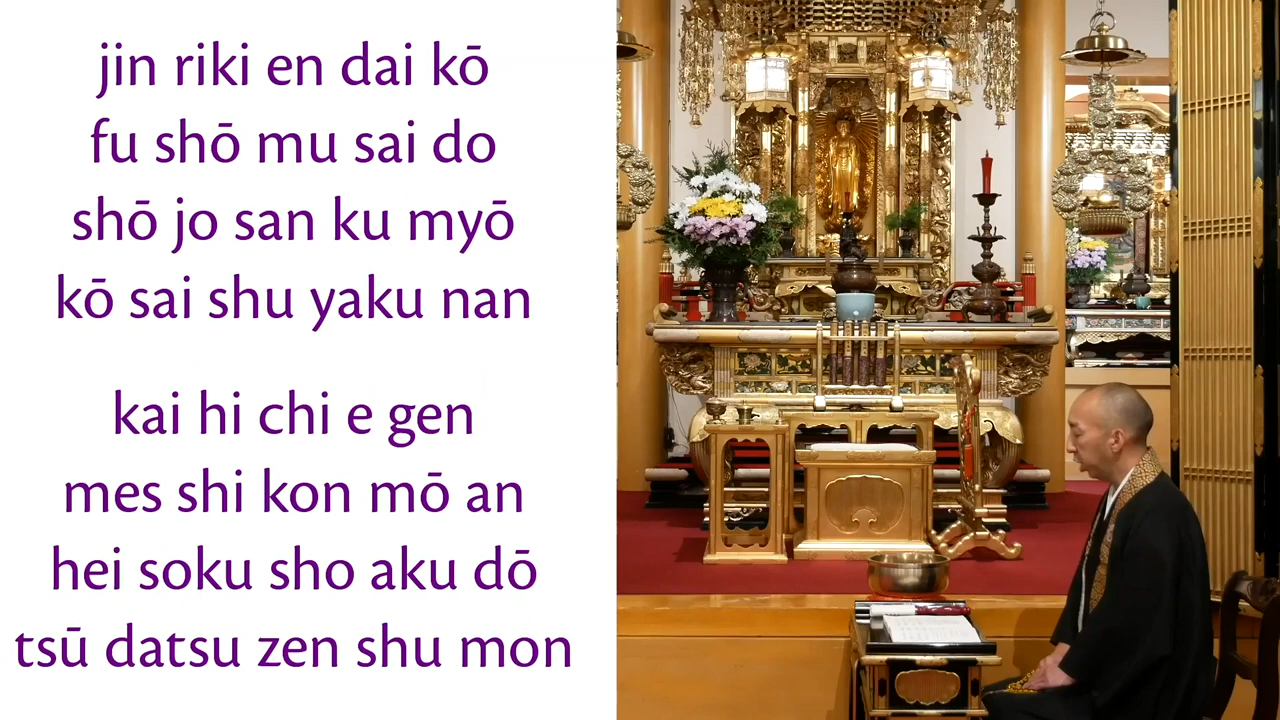 jin riki en dai kō
fu shō mu sai do
shō jo san ku myō
kō sai shu yaku nan
kai hi chi e gen
mes shi kon mō an
hei soku sho aku dō
tsū datsu zen shu mon